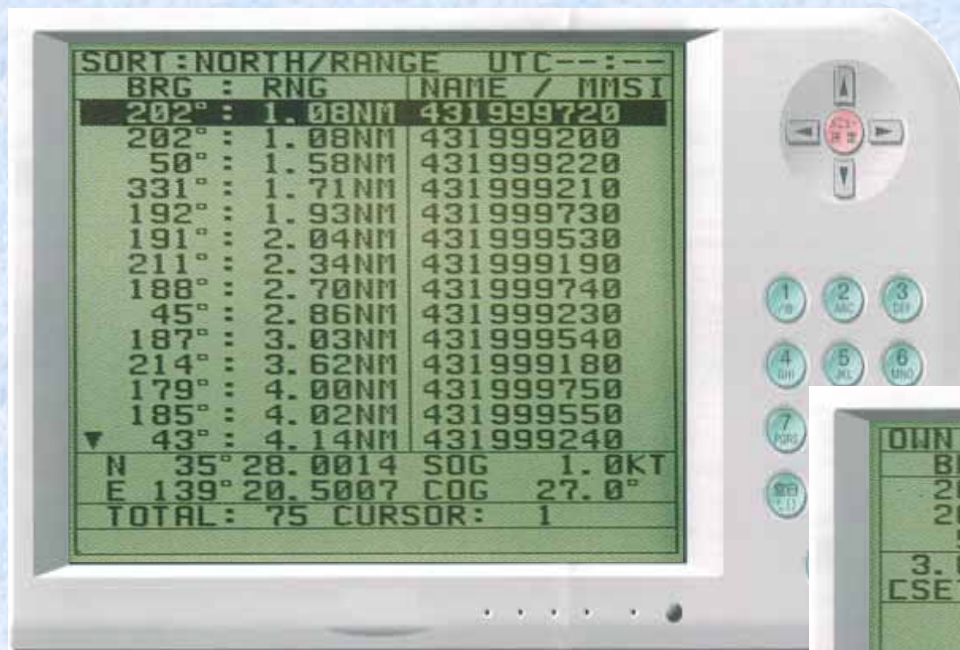 SORT:NORTH/RANGE UTC--:--
BRG : RNG NAME / MMSI
202°: 1.08NM 431999720
202°: 1.08NM 431999200
50°: 1.58NM 431999220
331°: 1.71NM 431999210
192°: 1.93NM 431999730
191°: 2.04NM 431999530
211°: 2.34NM 431999190
188°: 2.70NM 431999740
45°: 2.86NM 431999230
187°: 3.03NM 431999540
214°: 3.62NM 431999180
179°: 4.00NM 431999750
185°: 4.02NM 431999550
▼ 43°: 4.14NM 431999240
N 35°28.0014 SOG 1.0KT
E 139°20.5007 COG 27.0°
TOTAL: 75 CURSOR: 1
1 2 ABC 3 DEF
4 GHI 5 JKL 6 MNO
7 PQRS
OWN
20
20
3.
[SET